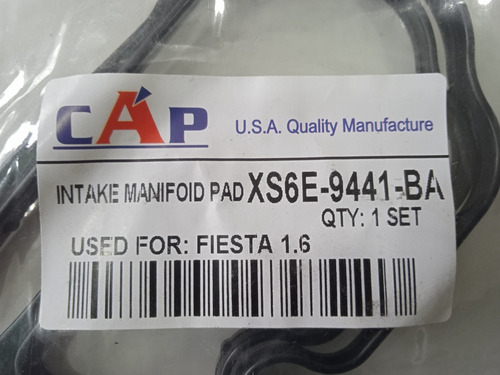 CAP U.S.A. Quality Manufacture
INTAKE MANIFOID PAD XS6E-9441-BA
QTY: 1 SET
USED FOR: FIESTA 1.6